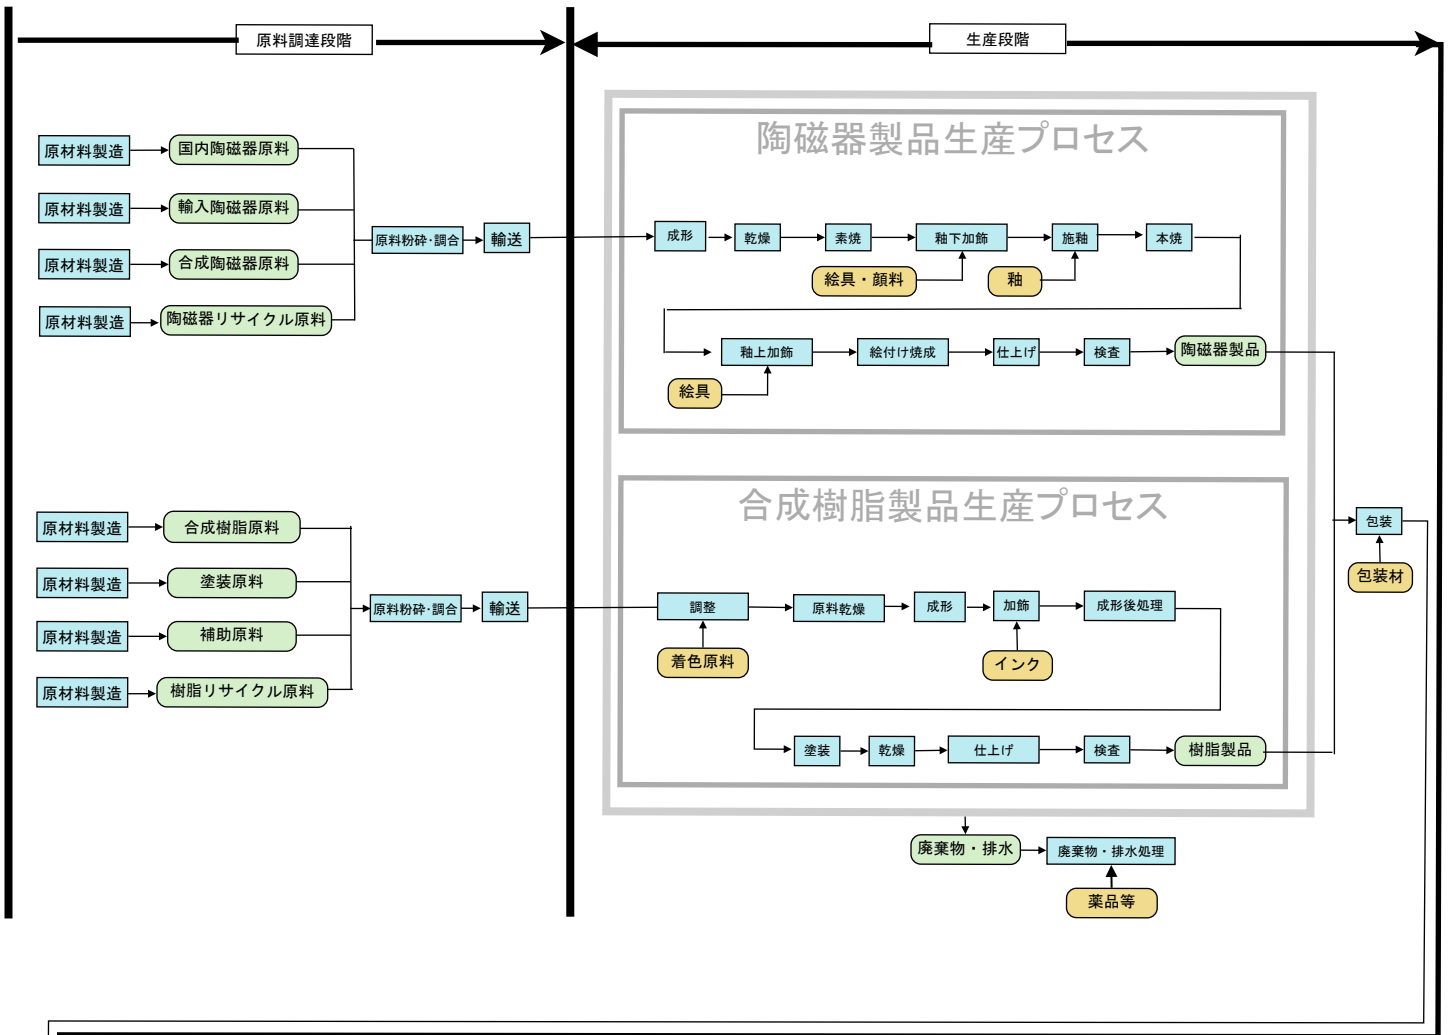 原料調達段階
生産段階
陶磁器製品生産プロセス
原材料製造
国内陶磁器原料
原材料製造
輸入陶磁器原料
原材料製造
合成陶磁器原料
原材料製造
陶磁器リサイクル原料
原料粉砕・調合
輸送
成形
乾燥
素焼
釉下加飾
施釉
本焼
絵具・顔料
釉
釉上加飾
絵付け焼成
仕上げ
検査
陶磁器製品
絵具
合成樹脂製品生産プロセス
原材料製造
合成樹脂原料
原材料製造
塗装原料
原材料製造
補助原料
原材料製造
樹脂リサイクル原料
原料粉砕・調合
輸送
調整
原料乾燥
成形
加飾
成形後処理
着色原料
インク
塗装
乾燥
仕上げ
検査
樹脂製品
包装
包装材
廃棄物・排水
廃棄物・排水処理
薬品等